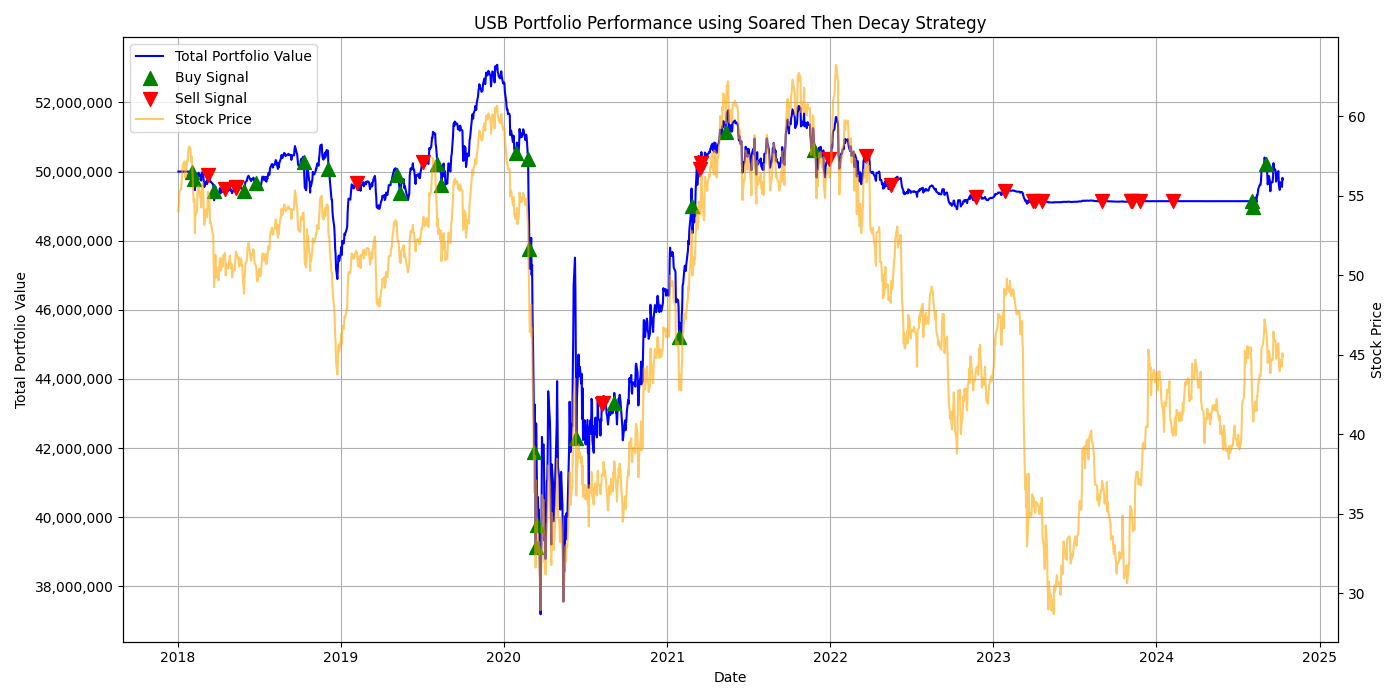 USB Portfolio Performance using Soared Then Decay Strategy
Total Portfolio Value
Buy Signal
Sell Signal
Stock Price
Total Portfolio Value
52,000,000
50,000,000
48,000,000
46,000,000
44,000,000
42,000,000
40,000,000
38,000,000
60
55
50
45
40
35
30
Stock Price
2018 2019 2020 2021 2022 2023 2024 2025
Date